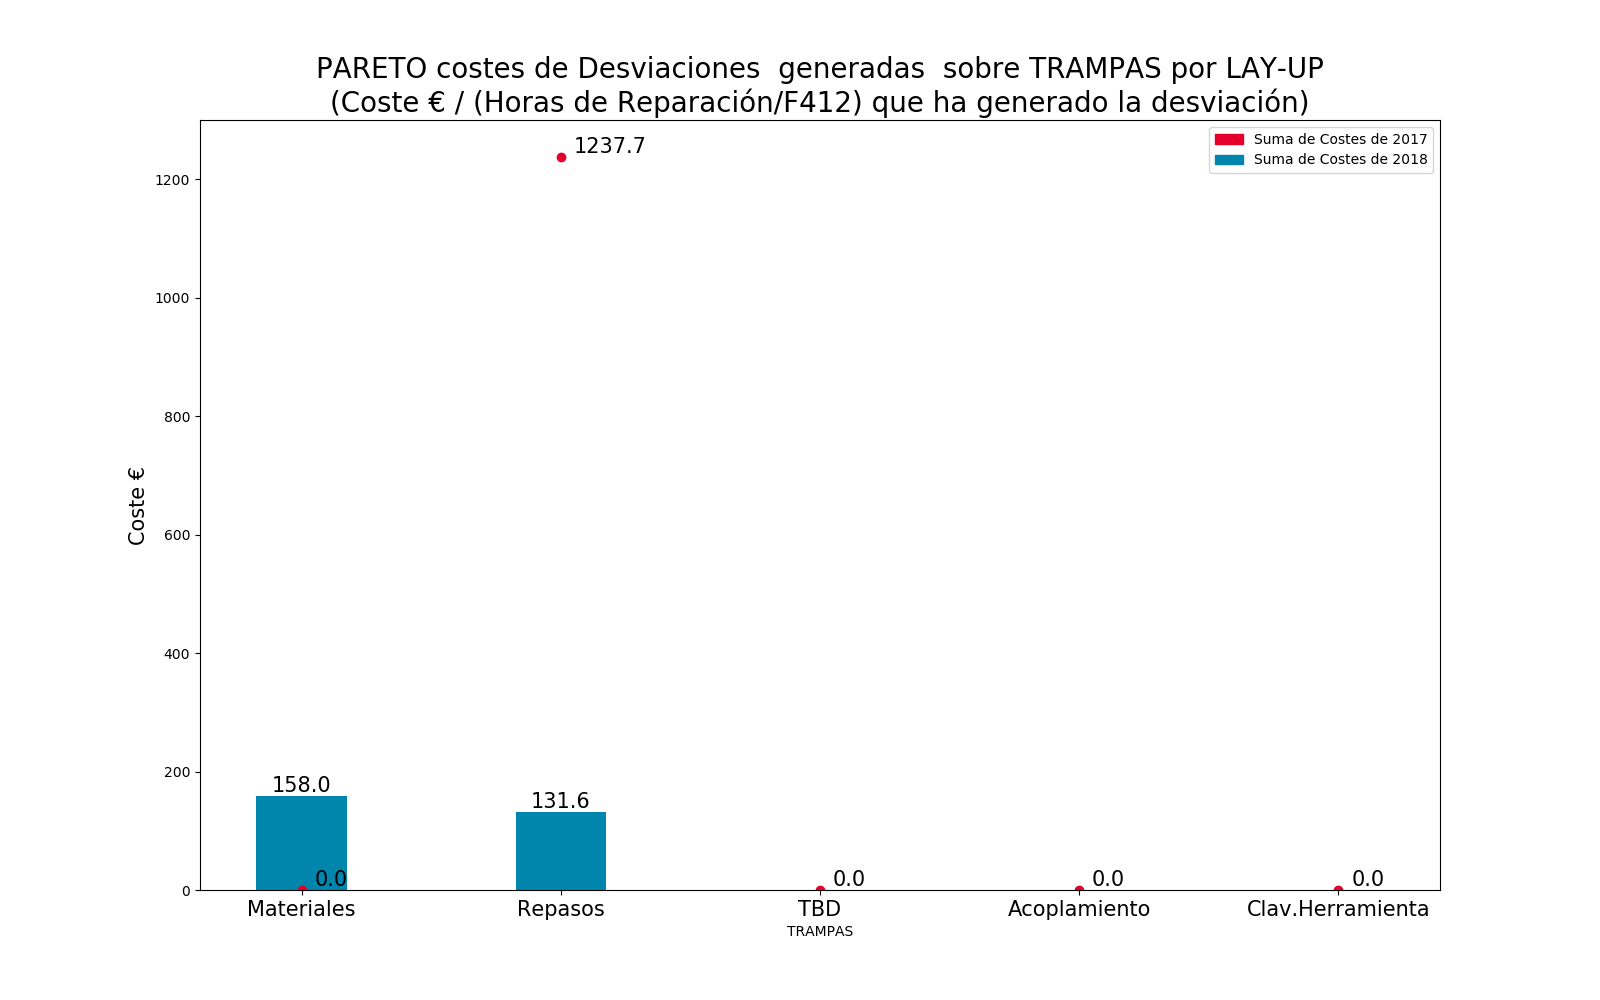 PARETO costes de Desviaciones  generadas  sobre TRAMPAS por LAY-UP
(Coste € / (Horas de Reparación/F412) que ha generado la desviación)
Suma de Costes de 2017
Suma de Costes de 2018
1237.7
1200
1000
800
600
400
200
0
Coste €
158.0
131.6
0.0
0.0
0.0
0.0
Materiales
Repasos
TBD
Acoplamiento
Clav.Herramienta
TRAMPAS